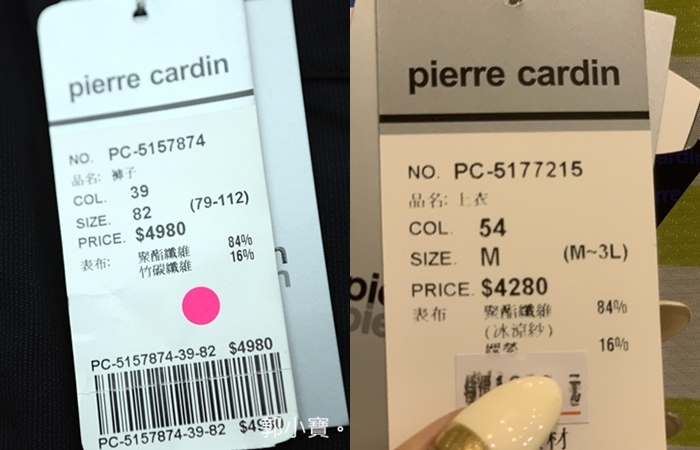 pierre cardin
NO. PC-5157874
品名: 褲子
COL. 39
SIZE. 82 (79-112)
PRICE. $4980
表布: 聚酯纖維 84%
竹碳纖維 16%
PC-5157874-39-82 $4980
PC-5157874-39-82
郭小寶。
pierre cardin
NO. PC-5177215
品名: 上衣
COL. 54
SIZE. M (M~3L)
PRICE. $4280
表布 聚酯纖維 84%
(冰涼紗)
16%
材